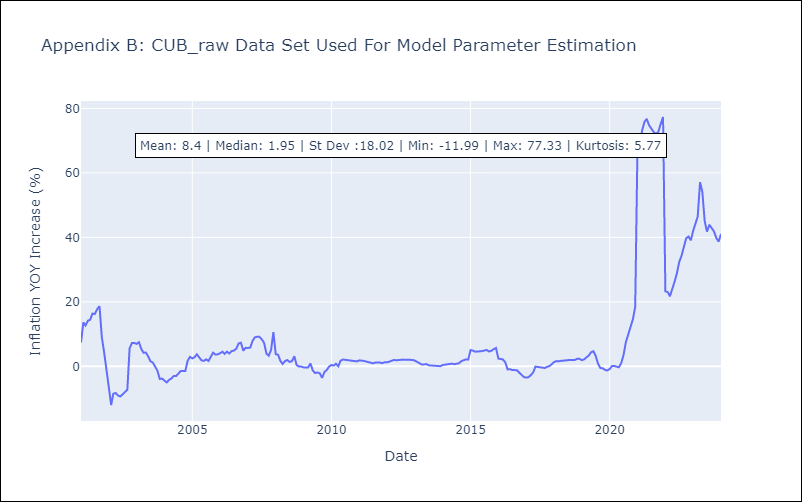 Appendix B: CUB_raw Data Set Used For Model Parameter Estimation
80
Mean: 8.4 | Median: 1.95 | St Dev :18.02 | Min: -11.99 | Max: 77.33 | Kurtosis: 5.77
60
40
20
0
Inflation YOY Increase (%)
2005
2010
2015
2020
Date